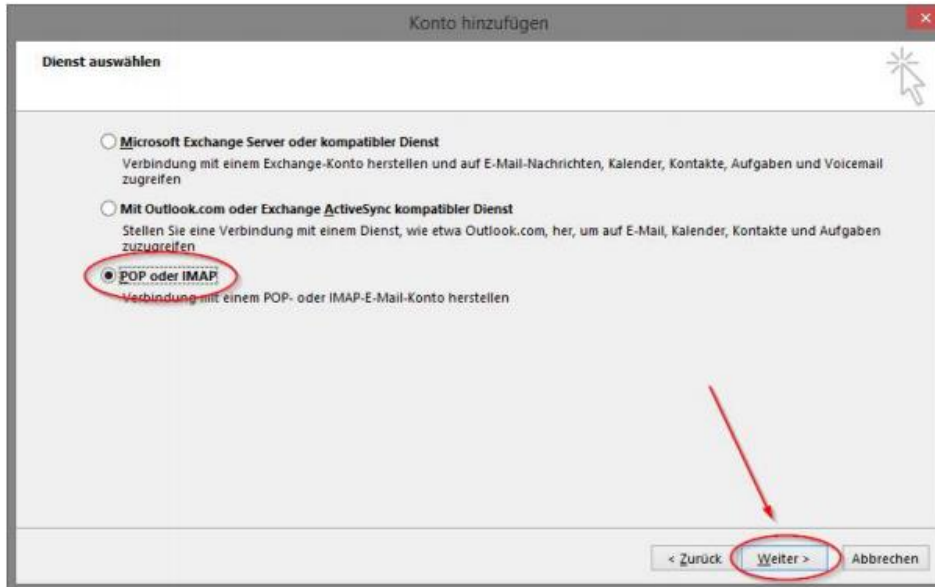 Konto hinzufügen
Dienst auswählen
Microsoft Exchange Server oder kompatibler Dienst
Verbindung mit einem Exchange-Konto herstellen und auf E-Mail-Nachrichten, Kalender, Kontakte, Aufgaben und Voicemail
zugreifen
Mit Outlook.com oder Exchange ActiveSync kompatibler Dienst
Stellen Sie eine Verbindung mit einem Dienst, wie etwa Outlook.com, her, um auf E-Mail, Kalender, Kontakte und Aufgaben
zuzugreifen
POP oder IMAP
Verbindung mit einem POP- oder IMAP-E-Mail-Konto herstellen
< Zurück Weiter > Abbrechen